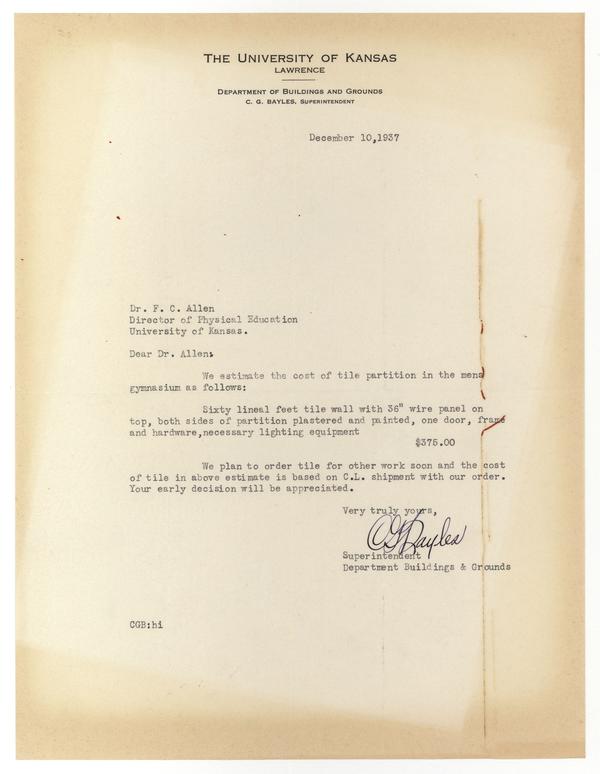 THE UNIVERSITY OF KANSAS
LAWRENCE
DEPARTMENT OF BUILDINGS AND GROUNDS
C. G. BAYLES, SUPERINTENDENT
December 10,1937
Dr. F. C. Allen
Director of Physical Education
University of Kansas.
Dear Dr. Allen:
We estimate the cost of tile partition in the mens
gymnasium as follows:
Sixty lineal feet tile wall with 36" wire panel on
top, both sides of partition plastered and painted, one door, frame
and hardware,necessary lighting equipment
$375.00
We plan to order tile for other work soon and the cost
of tile in above estimate is based on C.L. shipment with our order.
Your early decision will be appreciated.
Very truly yours,
CGBayles
Superintendent
Department Buildings & Grounds
CGB:hi